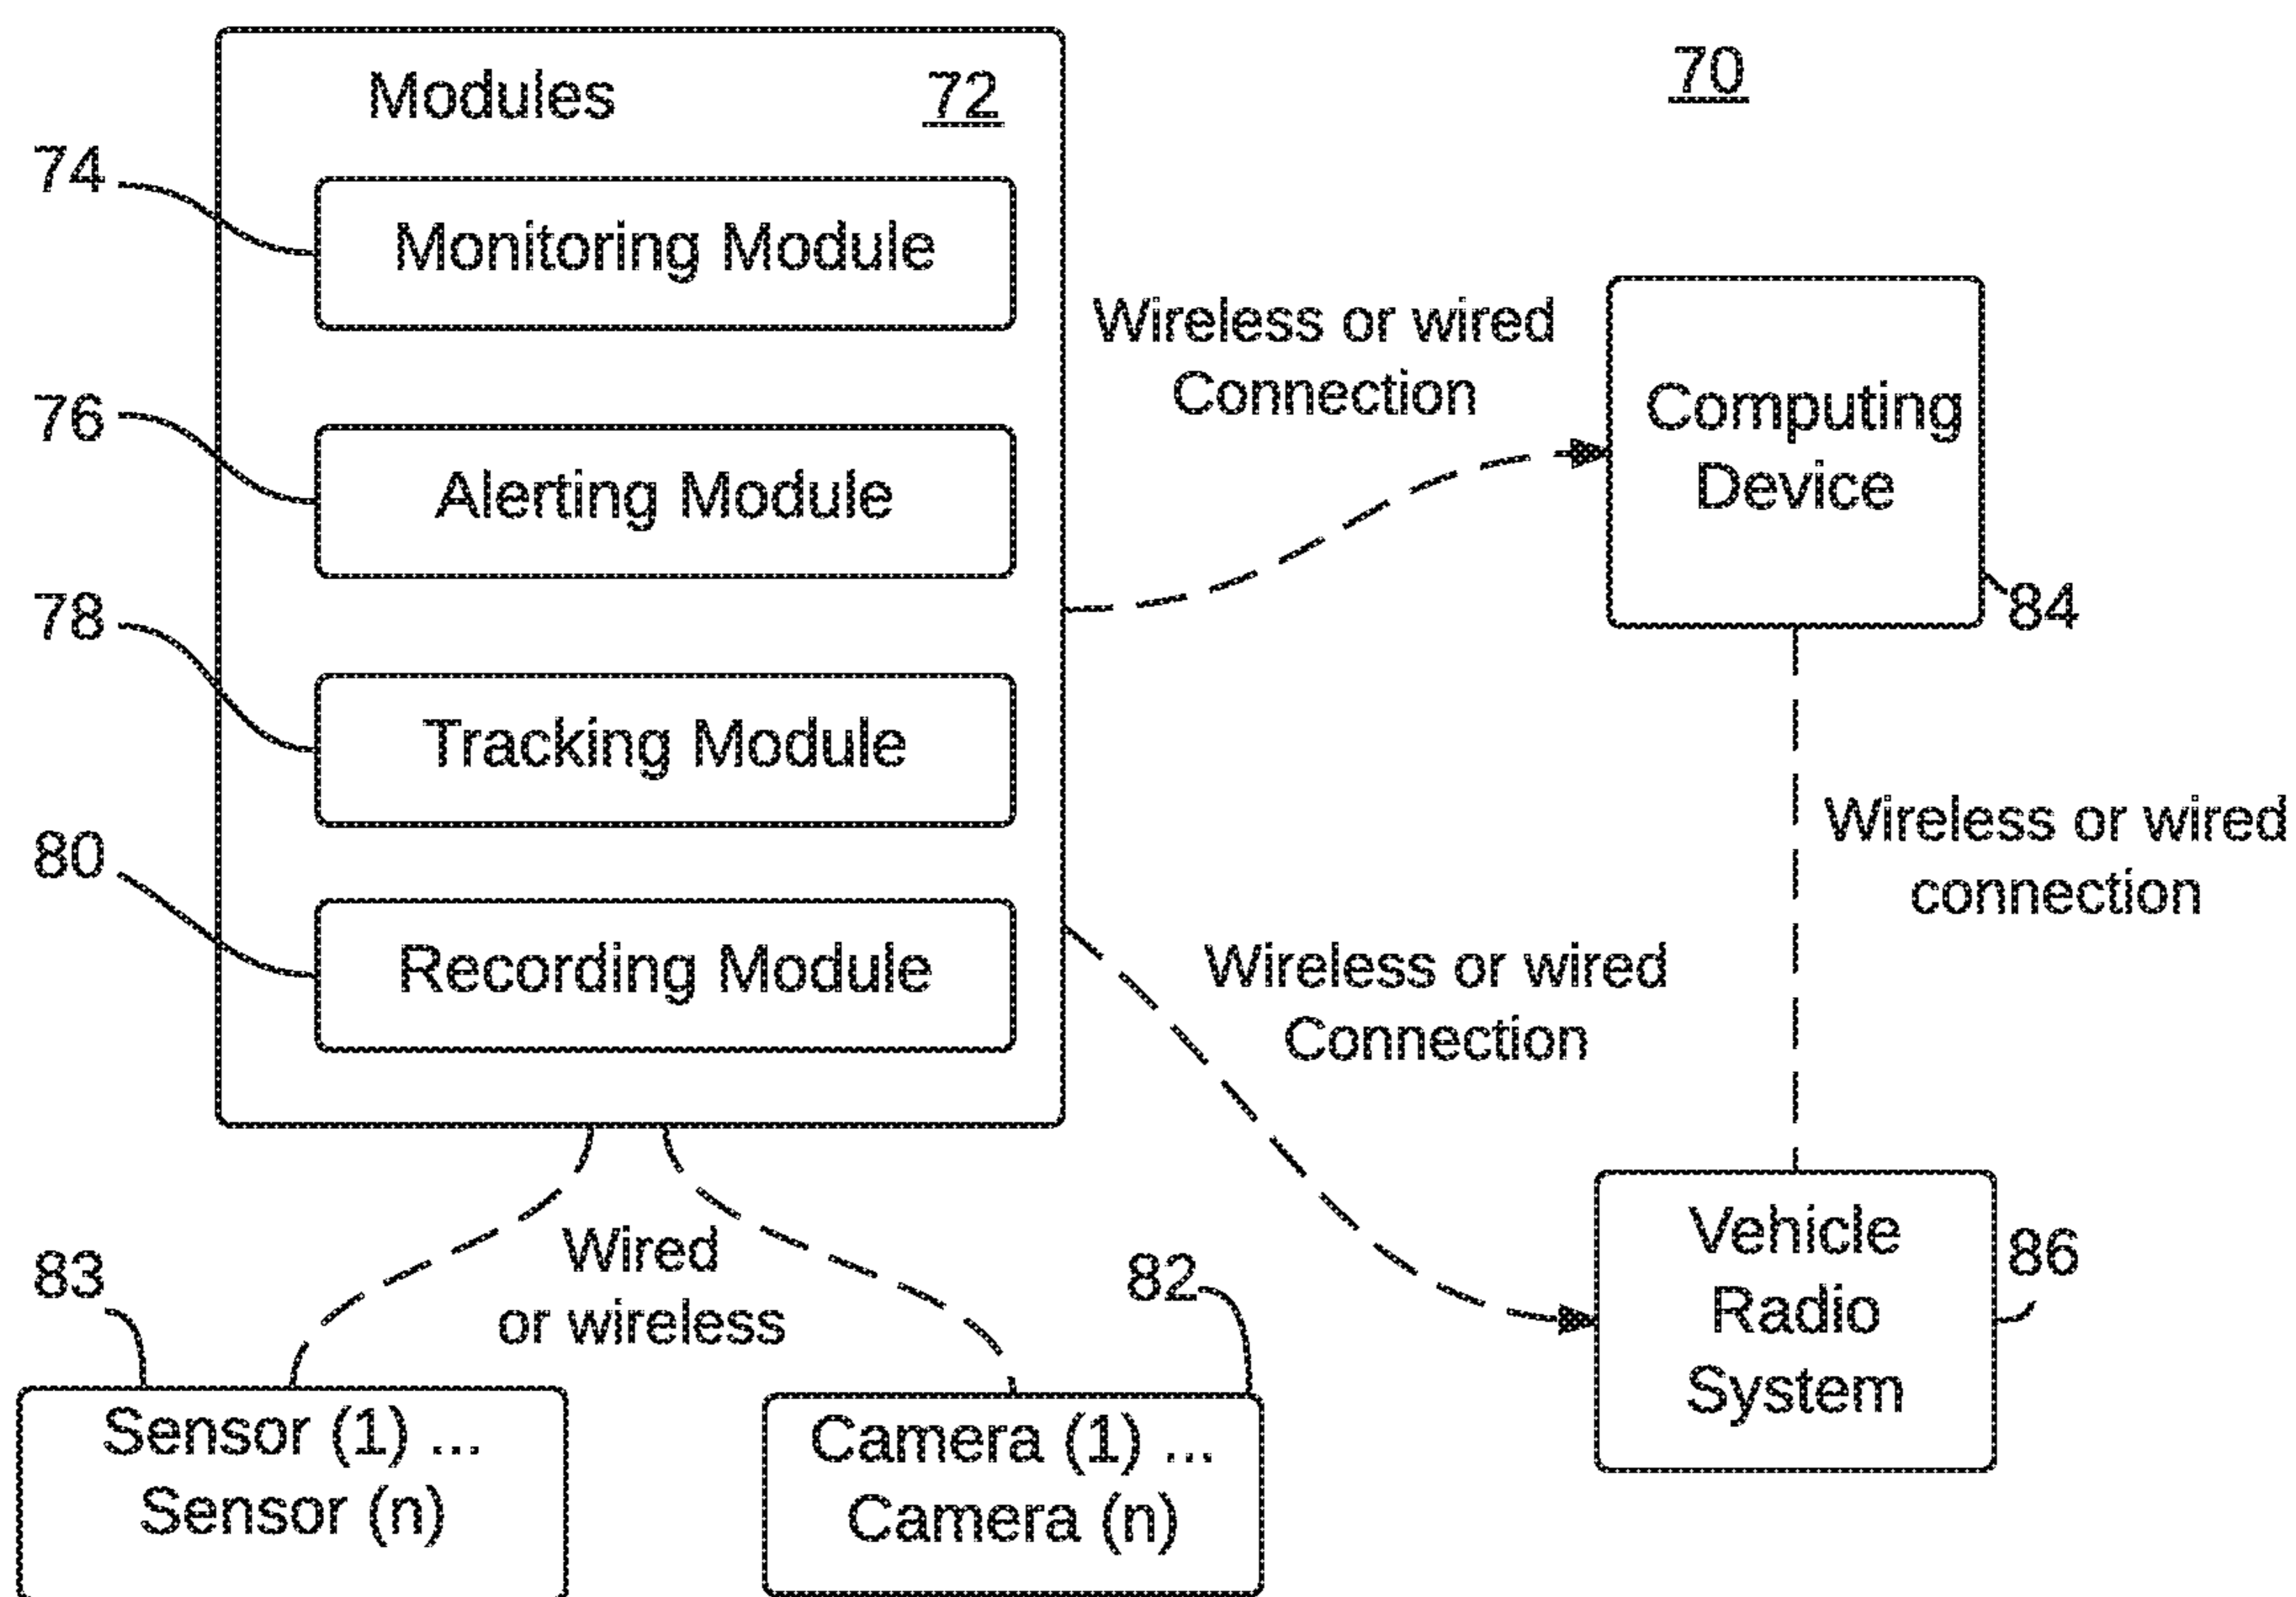 Modules 72
70
74
Monitoring Module
76
Alerting Module
78
Tracking Module
80
Recording Module
Wireless or wired
Connection
Computing
Device
84
Wireless or wired
connection
Wireless or wired
Connection
Vehicle
Radio
System
86
Wired
or wireless
83
Sensor (1) ...
Sensor (n)
82
Camera (1) ...
Camera (n)